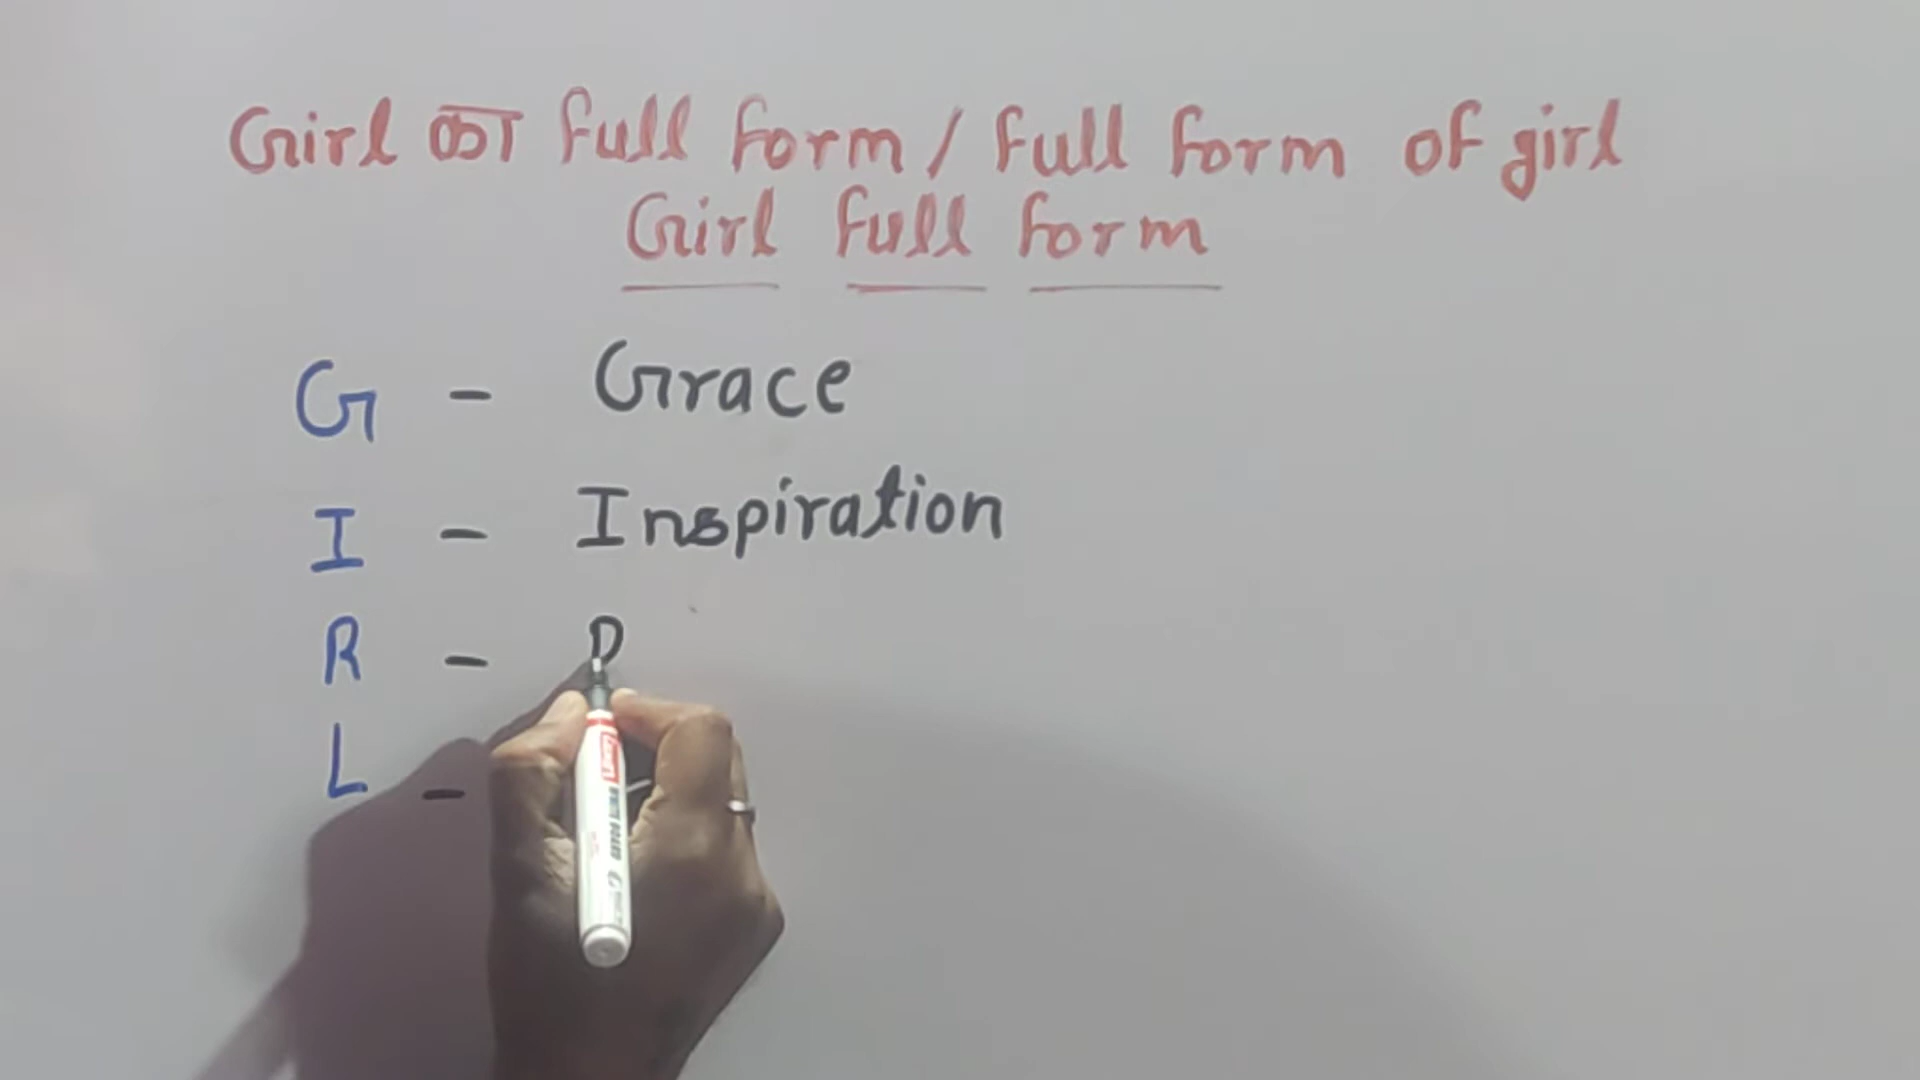 Girl का full form / full form of girl
Girl full form
G - Grace
I - Inspiration
R -
L -